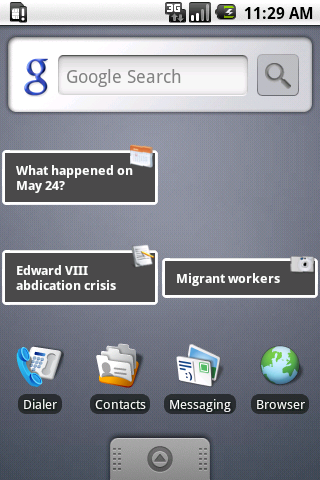 3G
11:29 AM
g
Google Search
What happened on
May 24?
Edward VIII
abdication crisis
Migrant workers
Dialer
Contacts
Messaging
Browser